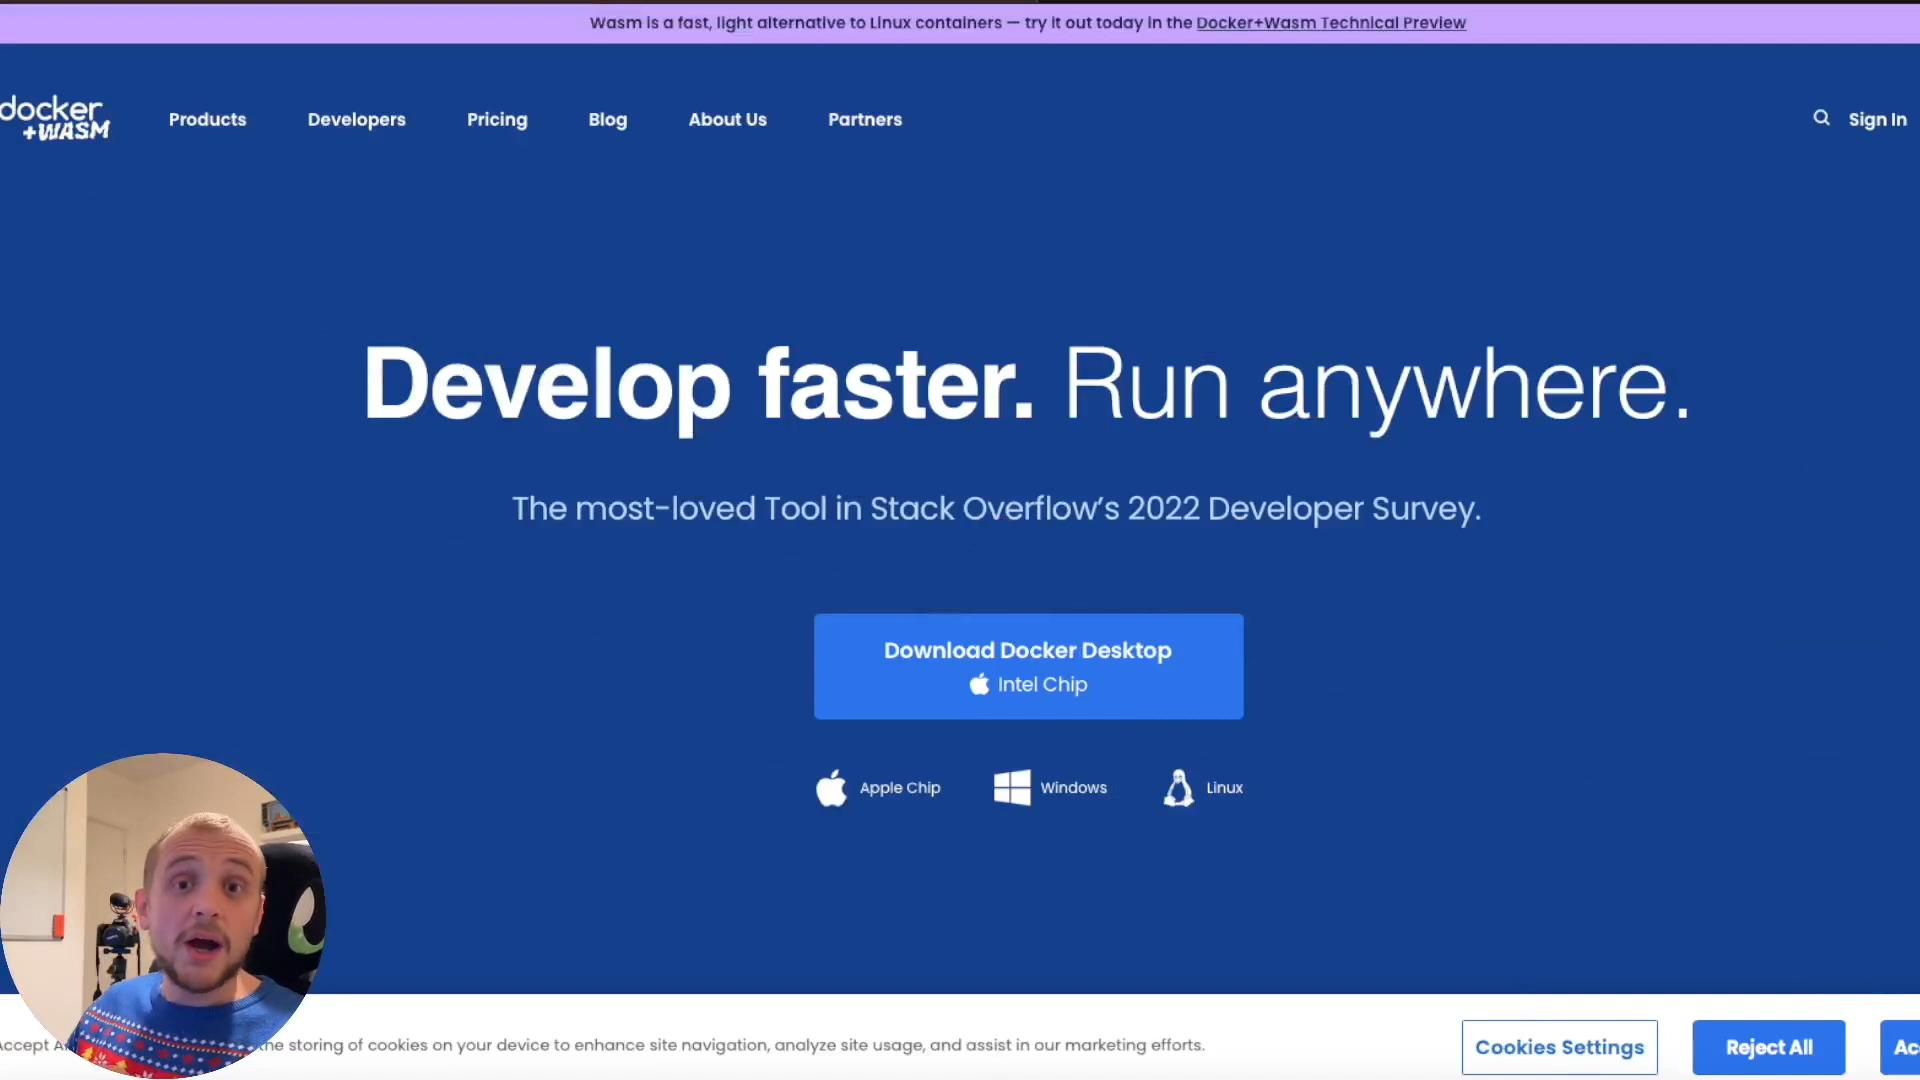 Wasm is a fast, light alternative to Linux containers — try it out today in the Docker+Wasm Technical Preview
docker
+WASM
Products Developers Pricing Blog About Us Partners Sign In
Develop faster. Run anywhere.
The most-loved Tool in Stack Overflow’s 2022 Developer Survey.
Download Docker Desktop
Intel Chip
Apple Chip Windows Linux
the storing of cookies on your device to enhance site navigation, analyze site usage, and assist in our marketing efforts.
Cookies Settings Reject All